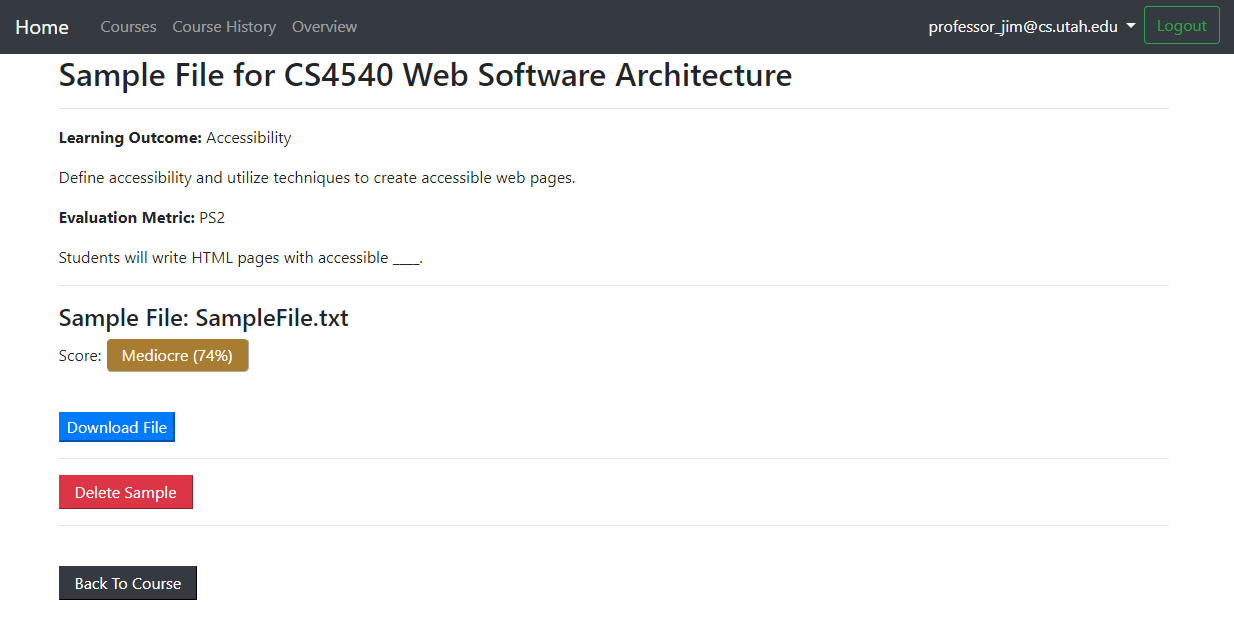 Home Courses Course History Overview professor_jim@cs.utah.edu Logout
Sample File for CS4540 Web Software Architecture
Learning Outcome: Accessibility
Define accessibility and utilize techniques to create accessible web pages.
Evaluation Metric: PS2
Students will write HTML pages with accessible ____.
Sample File: SampleFile.txt
Score: Mediocre (74%)
Download File
Delete Sample
Back To Course